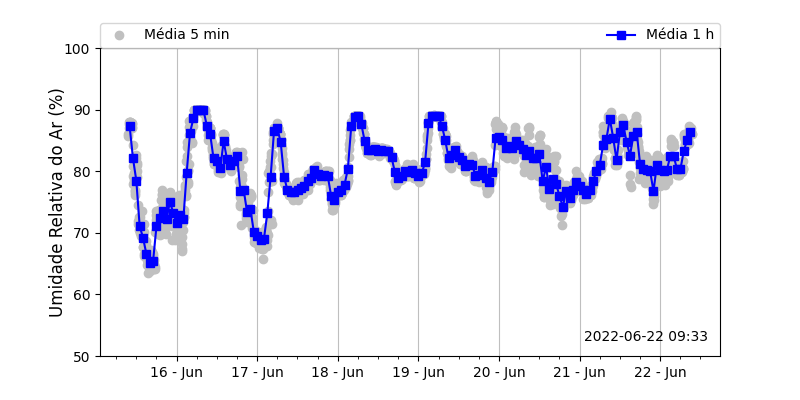 Média 5 min
Média 1 h
Umidade Relativa do Ar (%)
100
90
80
70
60
50
2022-06-22 09:33
16 - Jun
17 - Jun
18 - Jun
19 - Jun
20 - Jun
21 - Jun
22 - Jun